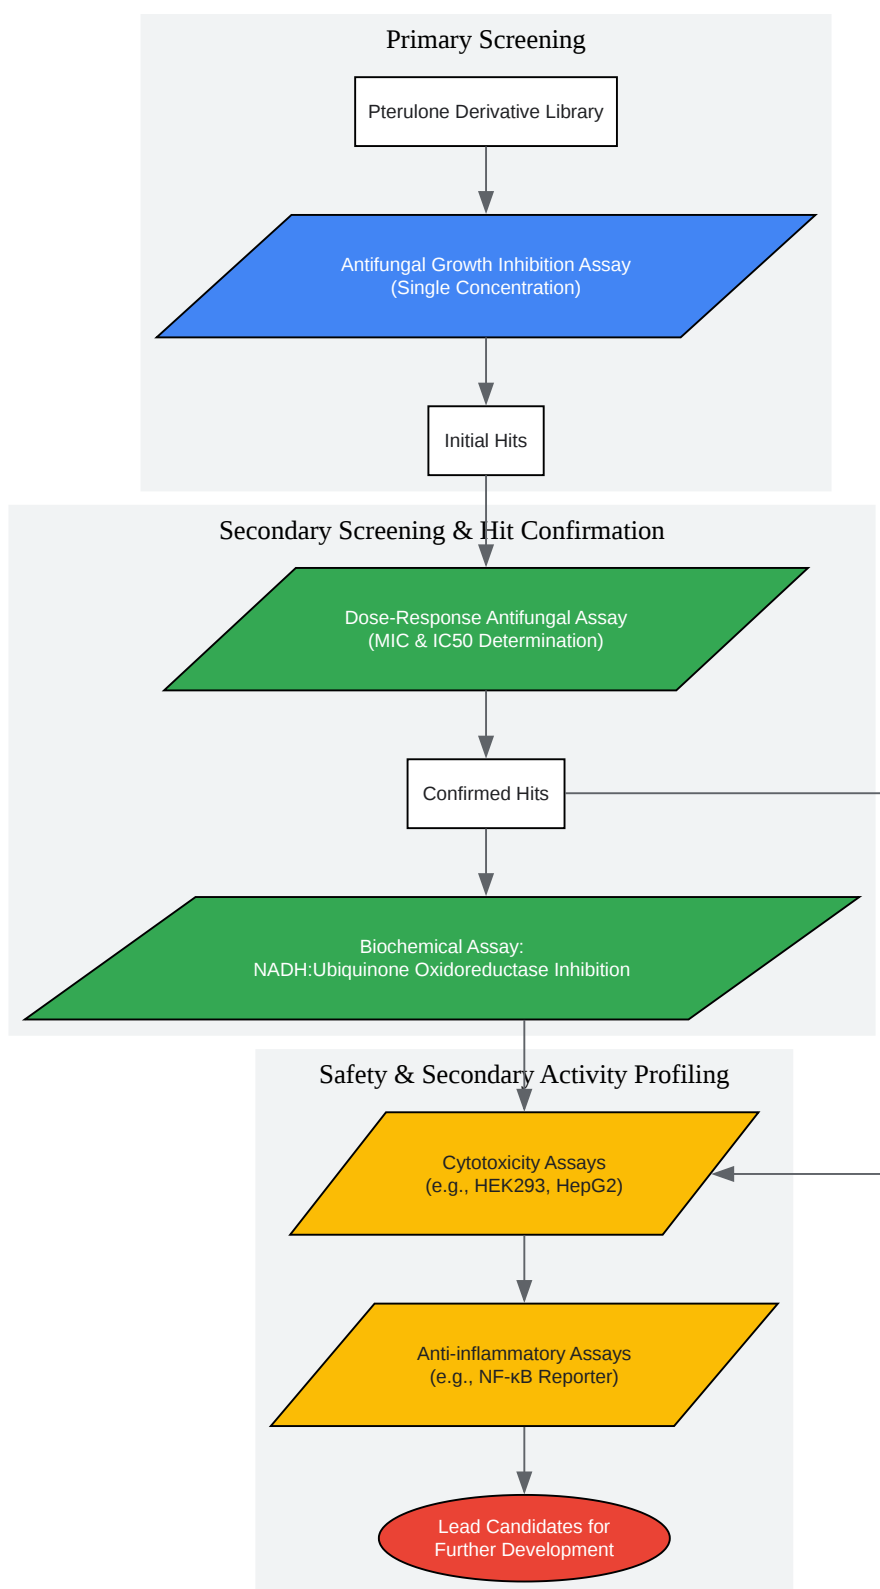 Primary Screening
Pterulone Derivative Library
Antifungal Growth Inhibition Assay
(Single Concentration)
Initial Hits
Secondary Screening & Hit Confirmation
Dose-Response Antifungal Assay
(MIC & IC50 Determination)
Confirmed Hits
Biochemical Assay:
NADH:Ubiquinone Oxidoreductase Inhibition
Safety & Secondary Activity Profiling
Cytotoxicity Assays
(e.g., HEK293, HepG2)
Anti-inflammatory Assays
(e.g., NF-κB Reporter)
Lead Candidates for
Further Development